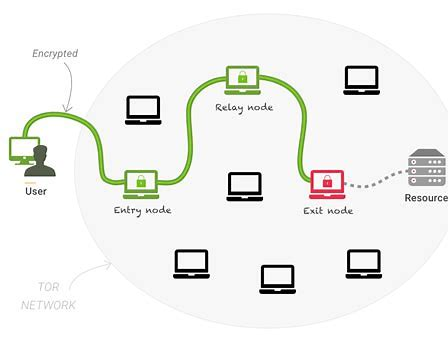 Encrypted
Relay node
User
Entry node
Exit node
Resource
TOR
NETWORK